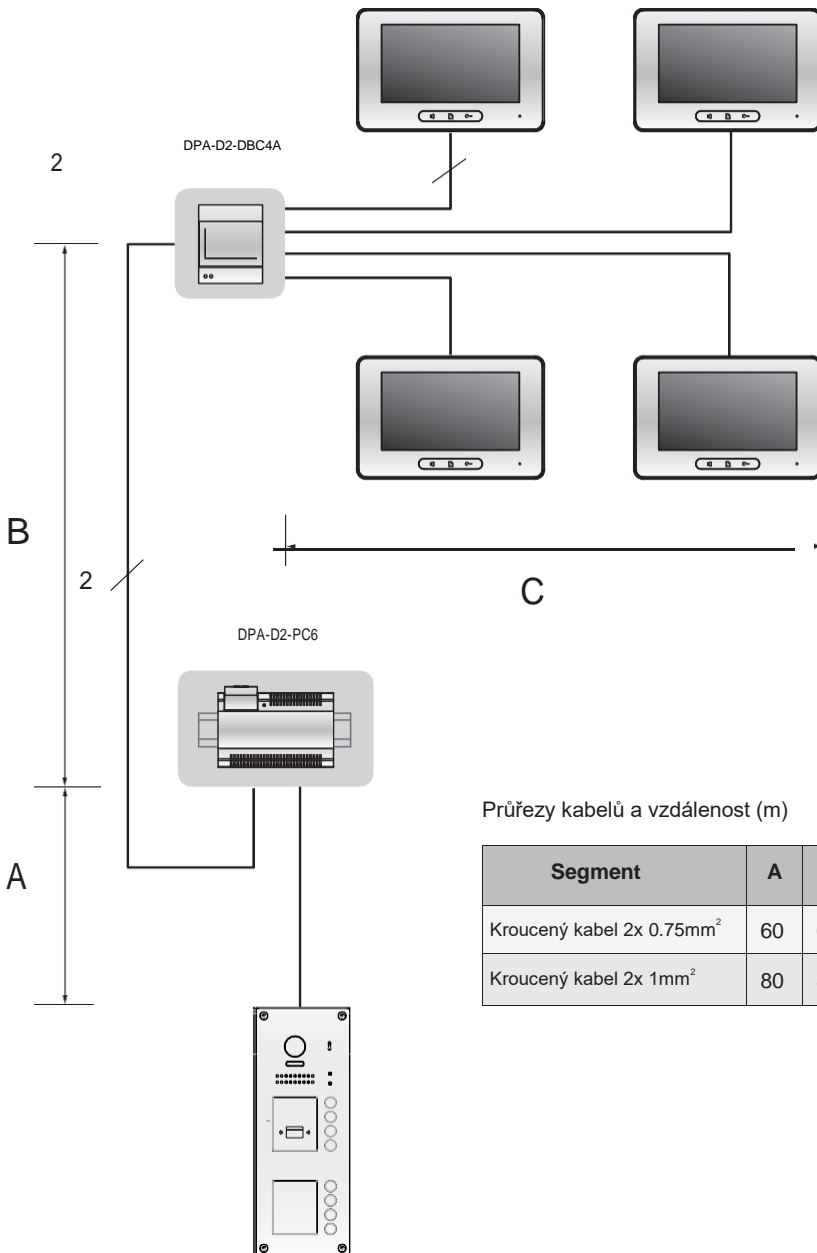 DPA-D2-DBC4A
2
B
2
C
DPA-D2-PC6
A
Průřezy kabelů a vzdálenost (m)
Segment A
Kroucený kabel 2x 0.75mm² 60
Kroucený kabel 2x 1mm² 80